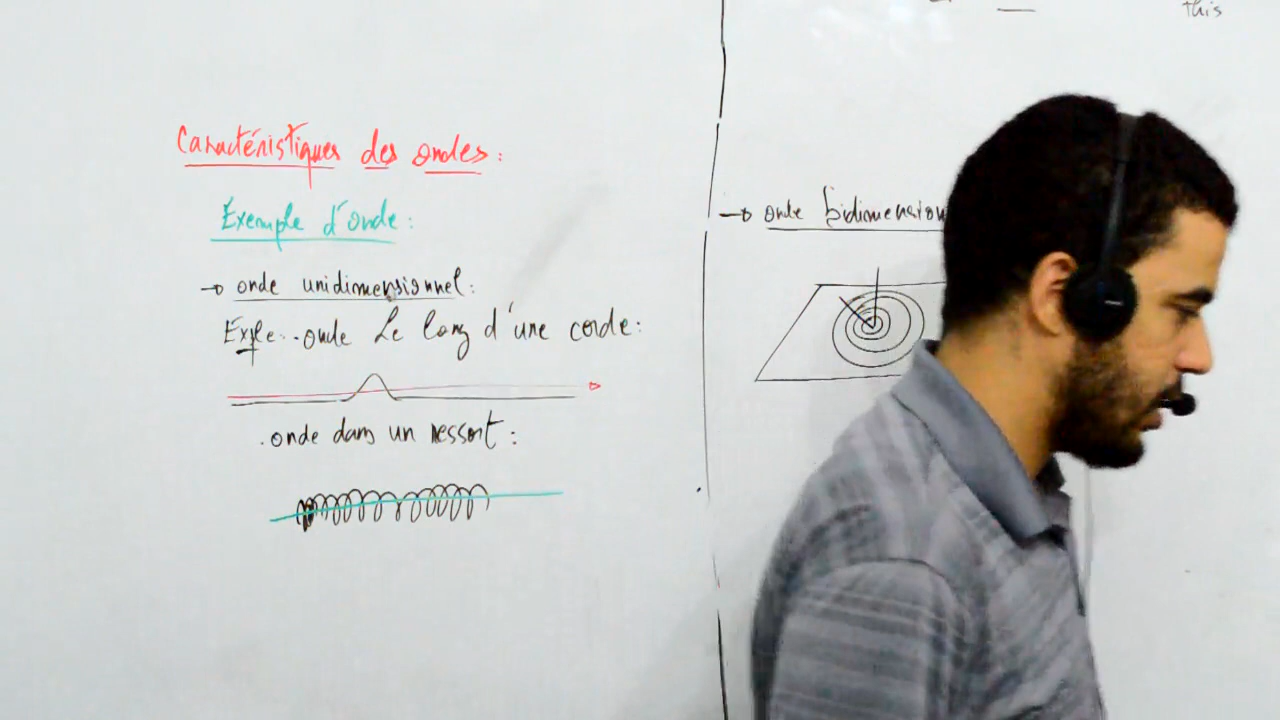 this
Caractéristiques des ondes :
Exemple d'onde :
→ onde unidimensionnel :
Exple : . onde Le long d'une corde :
. onde dans un ressort :
→ onde bidimension